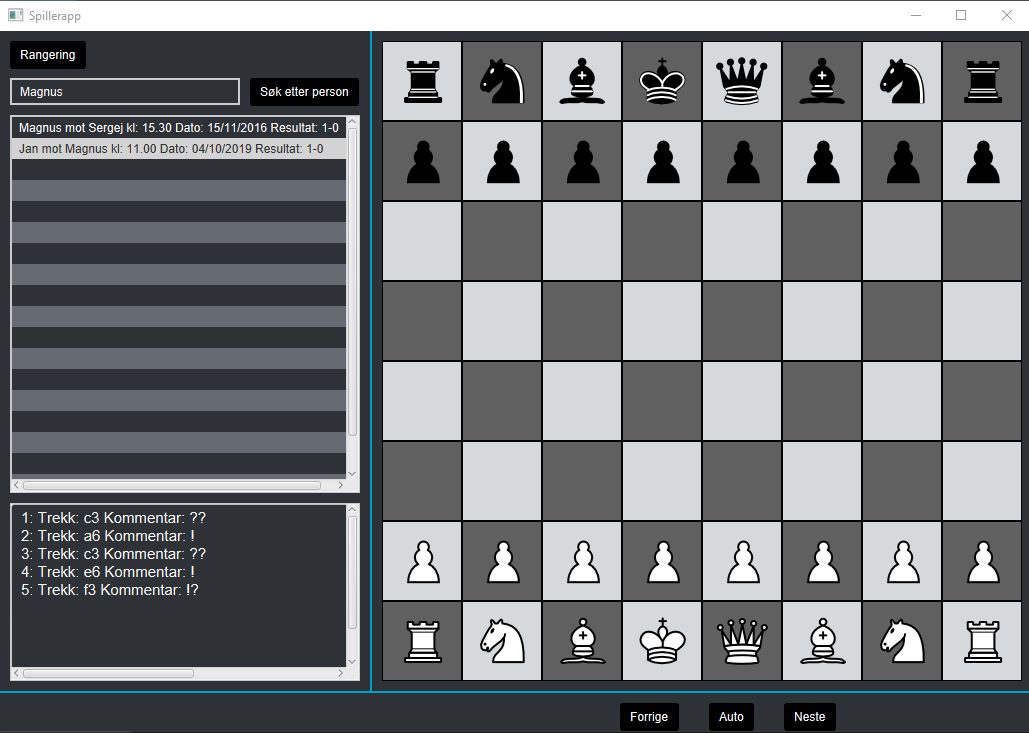 Spillerapp
Rangering
Magnus
Søk etter person
Magnus mot Sergej kl: 15.30 Dato: 15/11/2016 Resultat: 1-0
Jan mot Magnus kl: 11.00 Dato: 04/10/2019 Resultat: 1-0
1: Trekk: c3 Kommentar: ??
2: Trekk: a6 Kommentar: !
3: Trekk: c3 Kommentar: ??
4: Trekk: e6 Kommentar: !
5: Trekk: f3 Kommentar: !?
Forrige
Auto
Neste